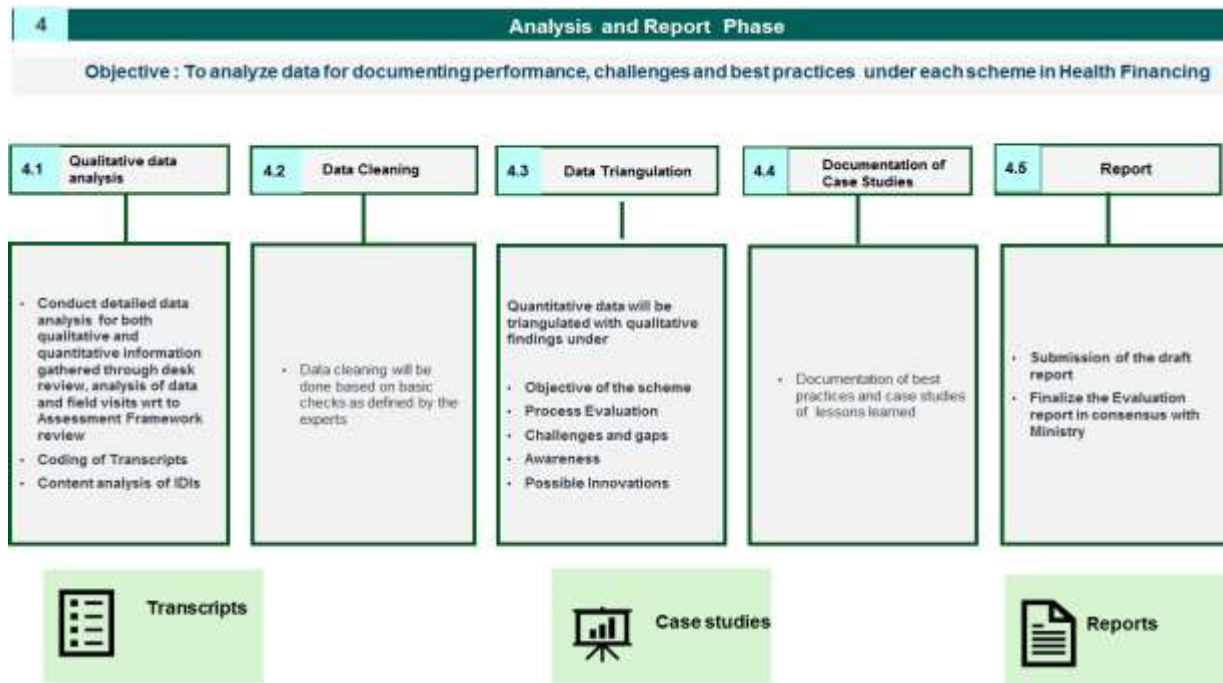 4
Analysis and Report Phase
Objective : To analyze data for documenting performance, challenges and best practices under each scheme in Health Financing
4.1
Qualitative data
analysis
4.2
Data Cleaning
4.3
Data Triangulation
4.4
Documentation of
Case Studies
4.5
Report
• Conduct detailed data
analysis for both
qualitative and
quantitative information
gathered through desk
review, analysis of data
and field visits wrt to
Assessment Framework
review
• Coding of Transcripts
• Content analysis of IDIs
• Data cleaning will be
done based on basic
checks as defined by the
experts
Quantitative data will be
triangulated with qualitative
findings under
• Objective of the scheme
• Process Evaluation
• Challenges and gaps
• Awareness
• Possible Innovations
• Documentation of best
practices and case studies
of lessons learned
• Submission of the draft
report
• Finalize the Evaluation
report in consensus with
Ministry
Transcripts
Case studies
Reports